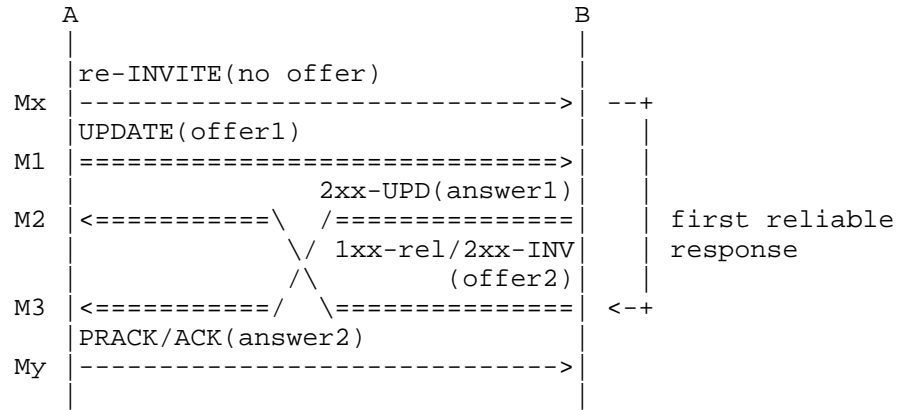 A                               B
|                               |
|re-INVITE(no offer)            |
Mx  |------------------------------>| --+
|UPDATE(offer1)                 |   |
M1  |==============================>|   |
|               2xx-UPD(answer1)|   |
M2  |<===========\  /===============|   | first reliable
|             \/ 1xx-rel/2xx-INV|   | response
|             /\        (offer2)|   |
M3  |<===========/  \===============| <-+
|PRACK/ACK(answer2)             |
My  |------------------------------>|
|                               |